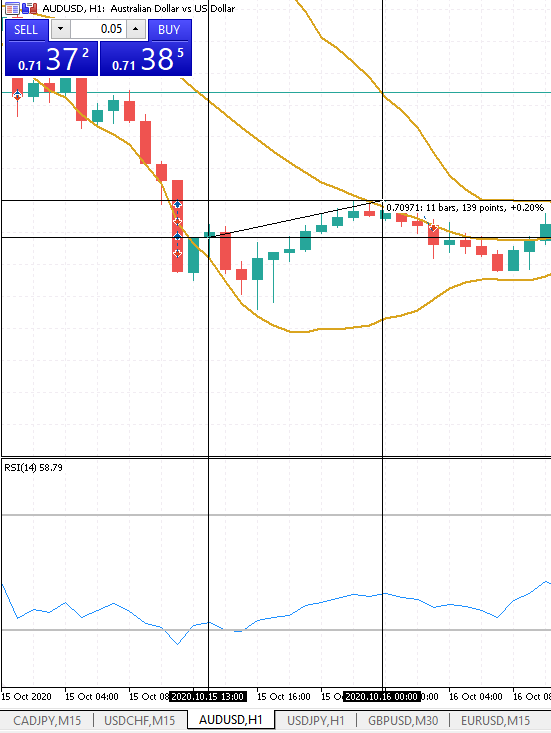 AUDUSD, H1: Australian Dollar vs US Dollar
SELL 0.05 BUY
0.71 37 2 0.71 38 5
0.70971: 11 bars, 139 points, +0.20%
RSI(14) 58.79
15 Oct 2020 15 Oct 04:00 15 Oct 08 2020.10.15 13:00 15 Oct 16:00 15 O 2020.10.16 00:00 0:00 16 Oct 04:00 16 Oct 08
CADJPY,M15 USDCHF,M15 AUDUSD,H1 USDJPY,H1 GBPUSD,M30 EURUSD,M15